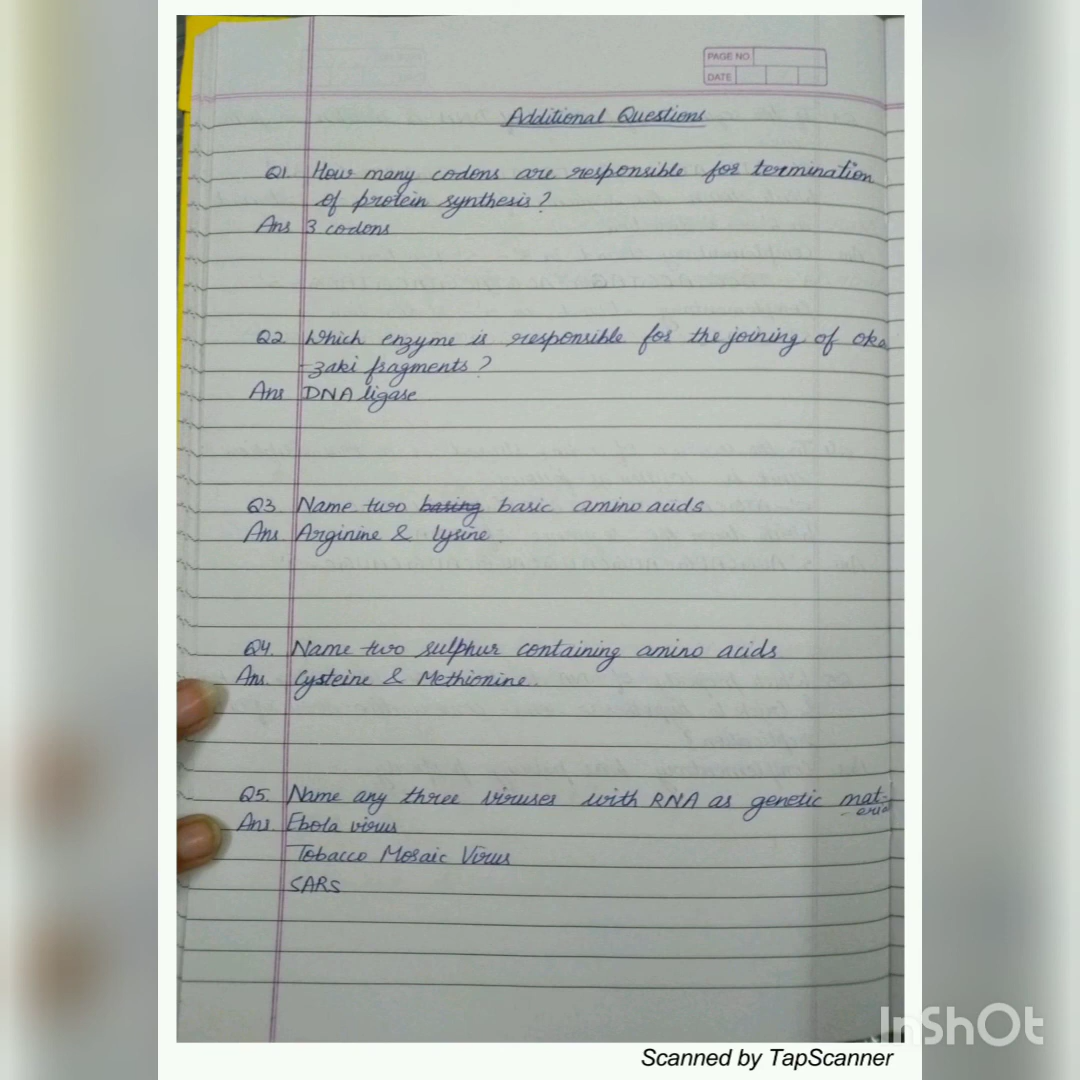 PAGE NO
DATE
Additional Questions
Q1. How many codons are responsible for termination
of protein synthesis?
Ans 3 codons
Q2. Which enzyme is responsible for the joining of oka
-zaki fragments?
Ans DNA ligase
Q3. Name two basing basic amino acids
Ans Arginine & Lysine
Q4. Name two sulphur containing amino acids
Ans. Cysteine & Methionine.
Q5. Name any three viruses with RNA as genetic mat-
-erial
Ans. Ebola virus
Tobacco Mosaic Virus
SARS
InShOt
Scanned by TapScanner